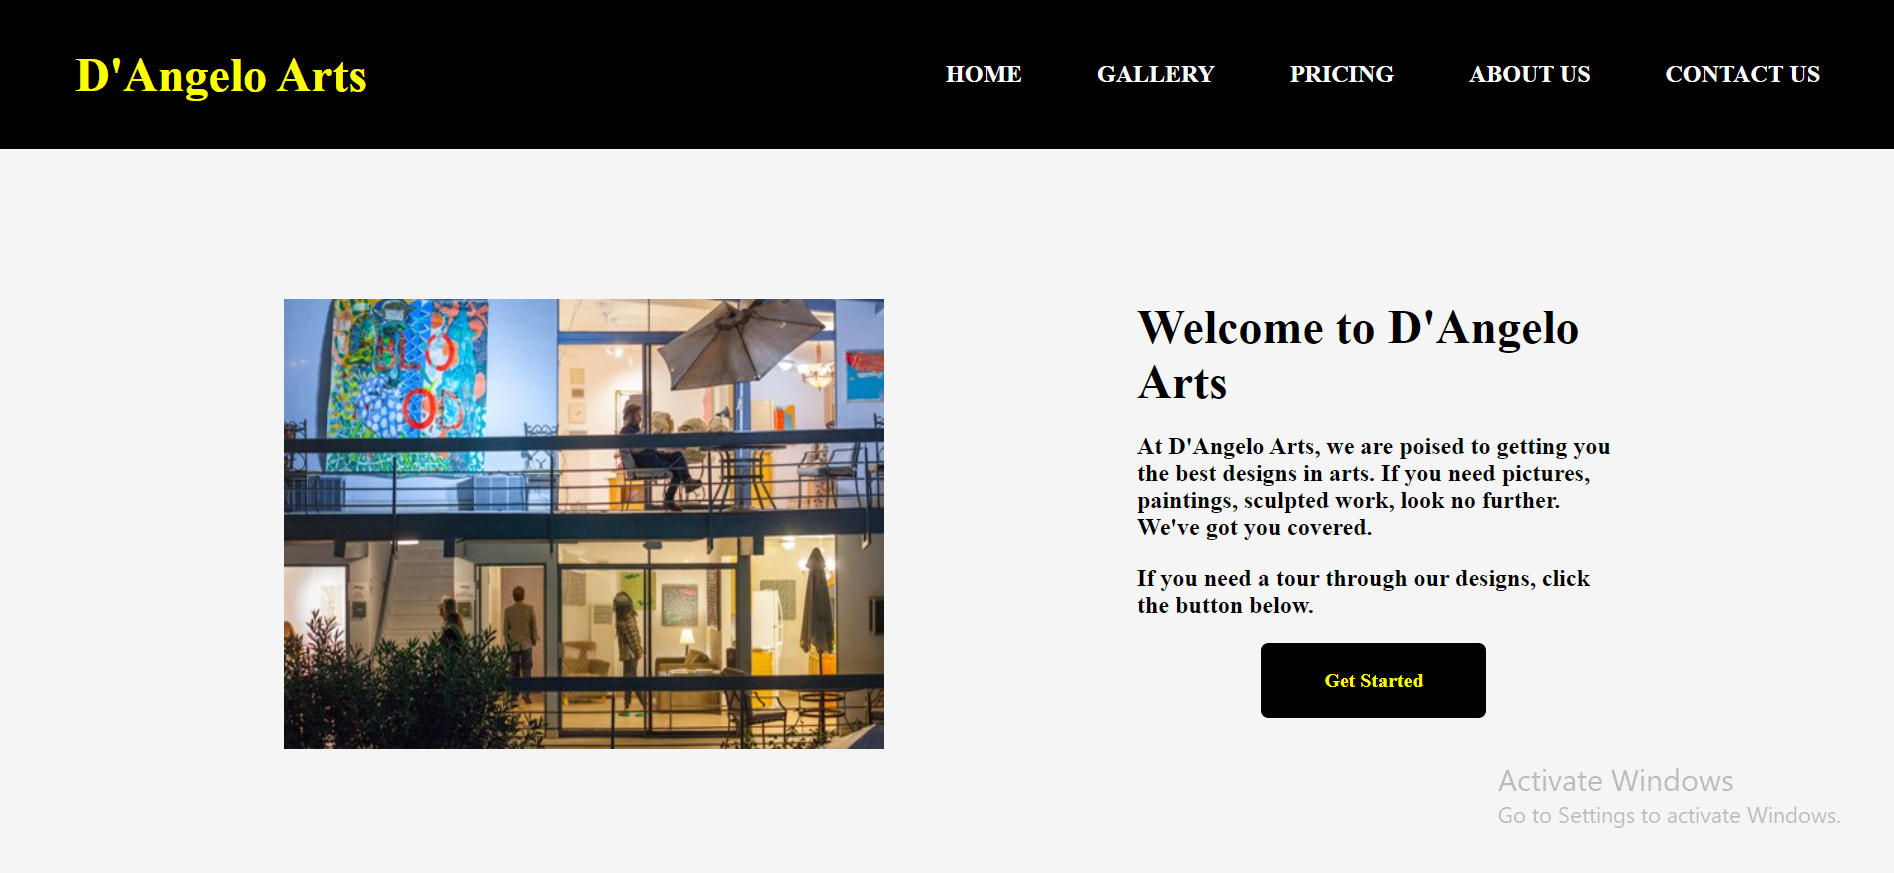 D'Angelo Arts
HOME GALLERY PRICING ABOUT US CONTACT US
Welcome to D'Angelo
Arts
At D'Angelo Arts, we are poised to getting you
the best designs in arts. If you need pictures,
paintings, sculpted work, look no further.
We've got you covered.
If you need a tour through our designs, click
the button below.
Get Started
Activate Windows
Go to Settings to activate Windows.